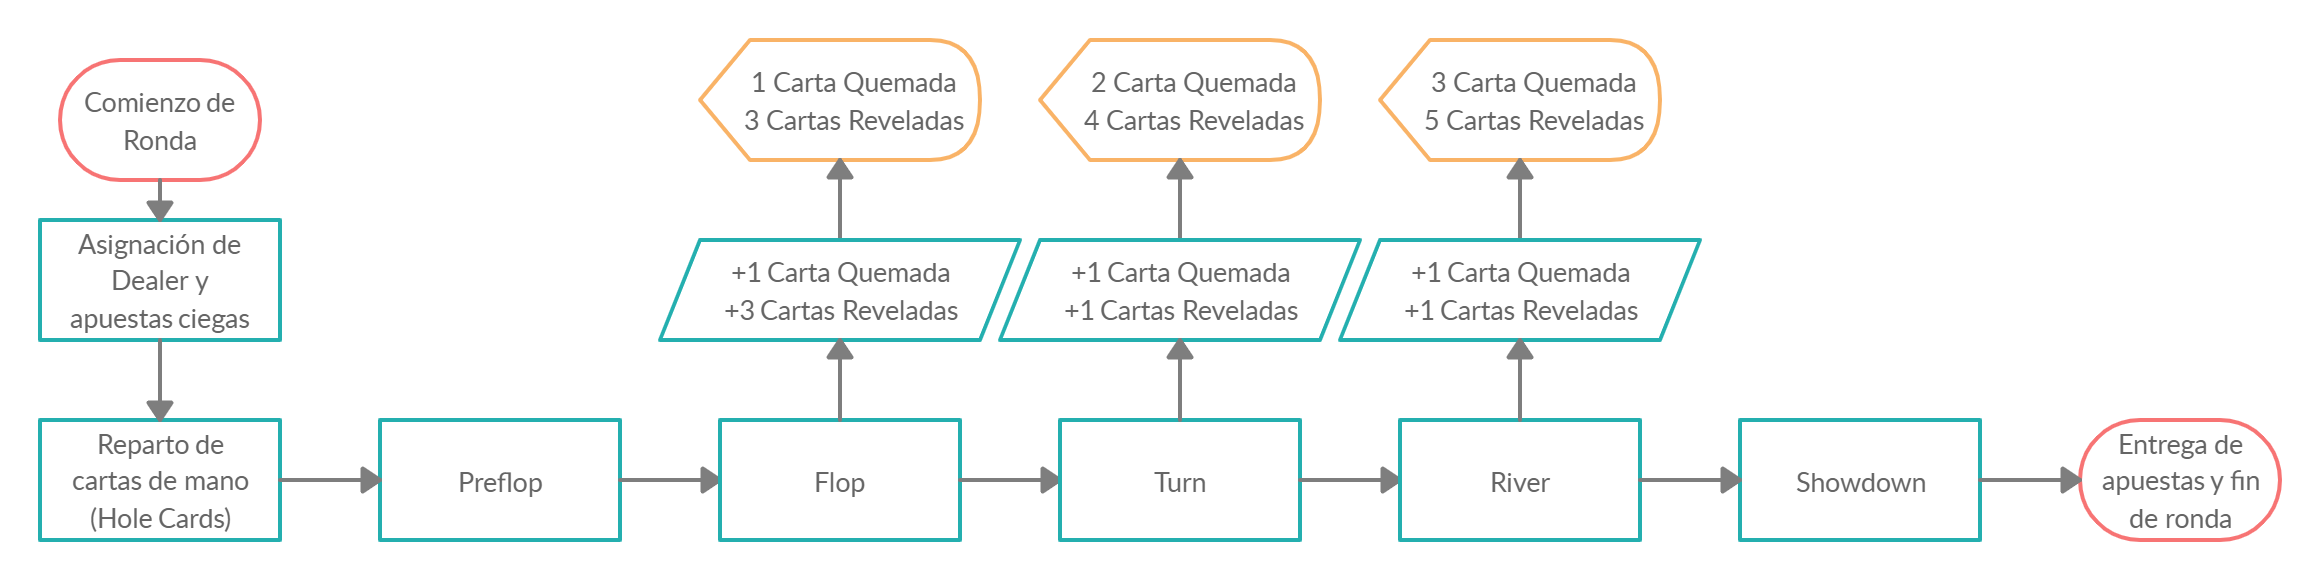 Comienzo de
Ronda
Asignación de
Dealer y
apuestas ciegas
Reparto de
cartas de mano
(Hole Cards)
Preflop
1 Carta Quemada
3 Cartas Reveladas
+1 Carta Quemada
+3 Cartas Reveladas
Flop
2 Carta Quemada
4 Cartas Reveladas
+1 Carta Quemada
+1 Cartas Reveladas
Turn
3 Carta Quemada
5 Cartas Reveladas
+1 Carta Quemada
+1 Cartas Reveladas
River
Showdown
Entrega de
apuestas y fin
de ronda